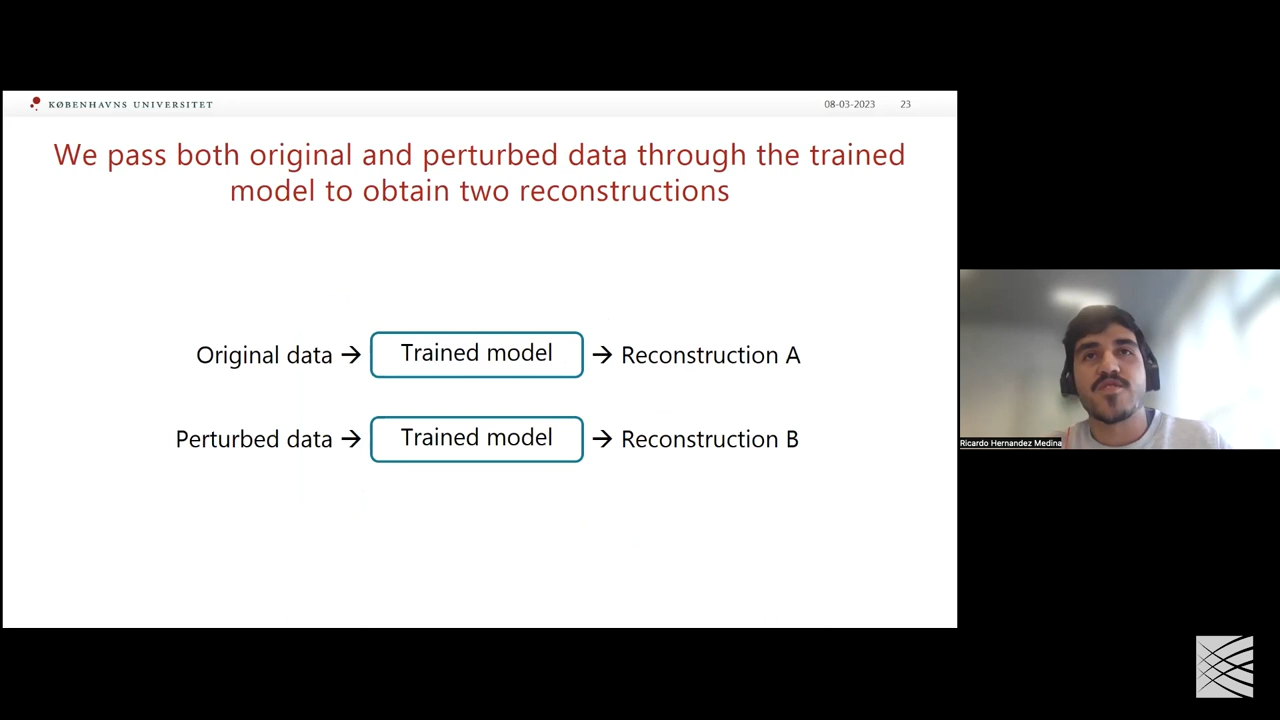 KØBENHAVNS UNIVERSITET
08-03-2023 23
We pass both original and perturbed data through the trained
model to obtain two reconstructions
Original data → Trained model → Reconstruction A
Perturbed data → Trained model → Reconstruction B
Ricardo Hernandez Medina